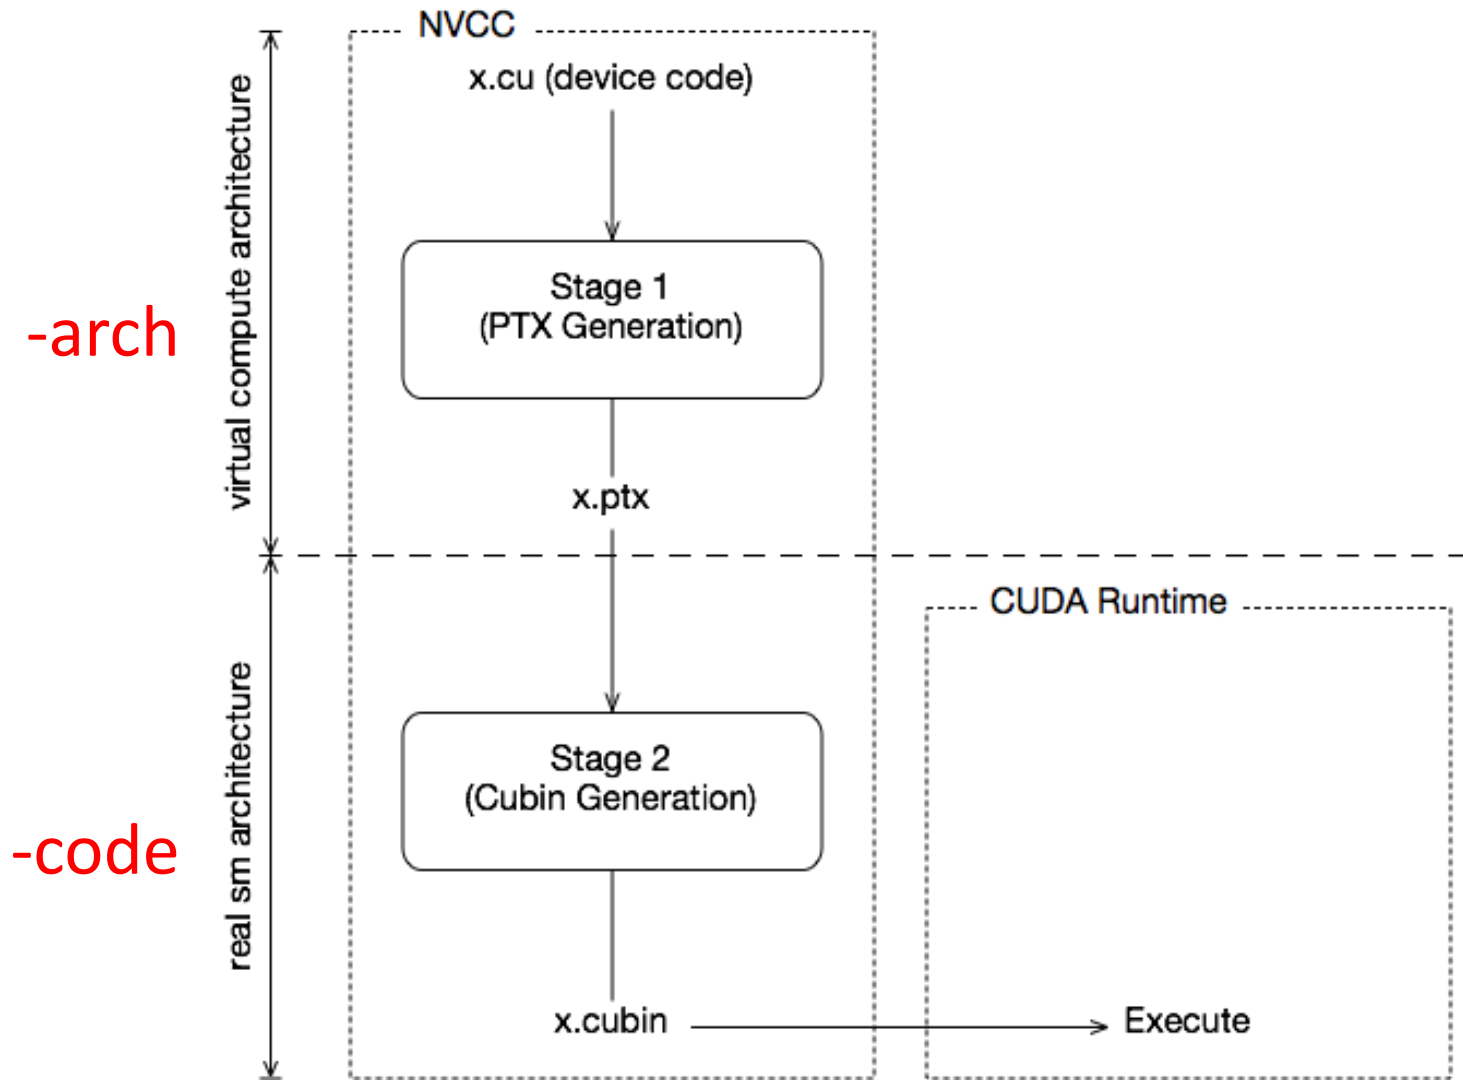 NVCC
x.cu (device code)
virtual compute architecture
-arch
Stage 1
(PTX Generation)
x.ptx
CUDA Runtime
real sm architecture
-code
Stage 2
(Cubin Generation)
x.cubin
Execute